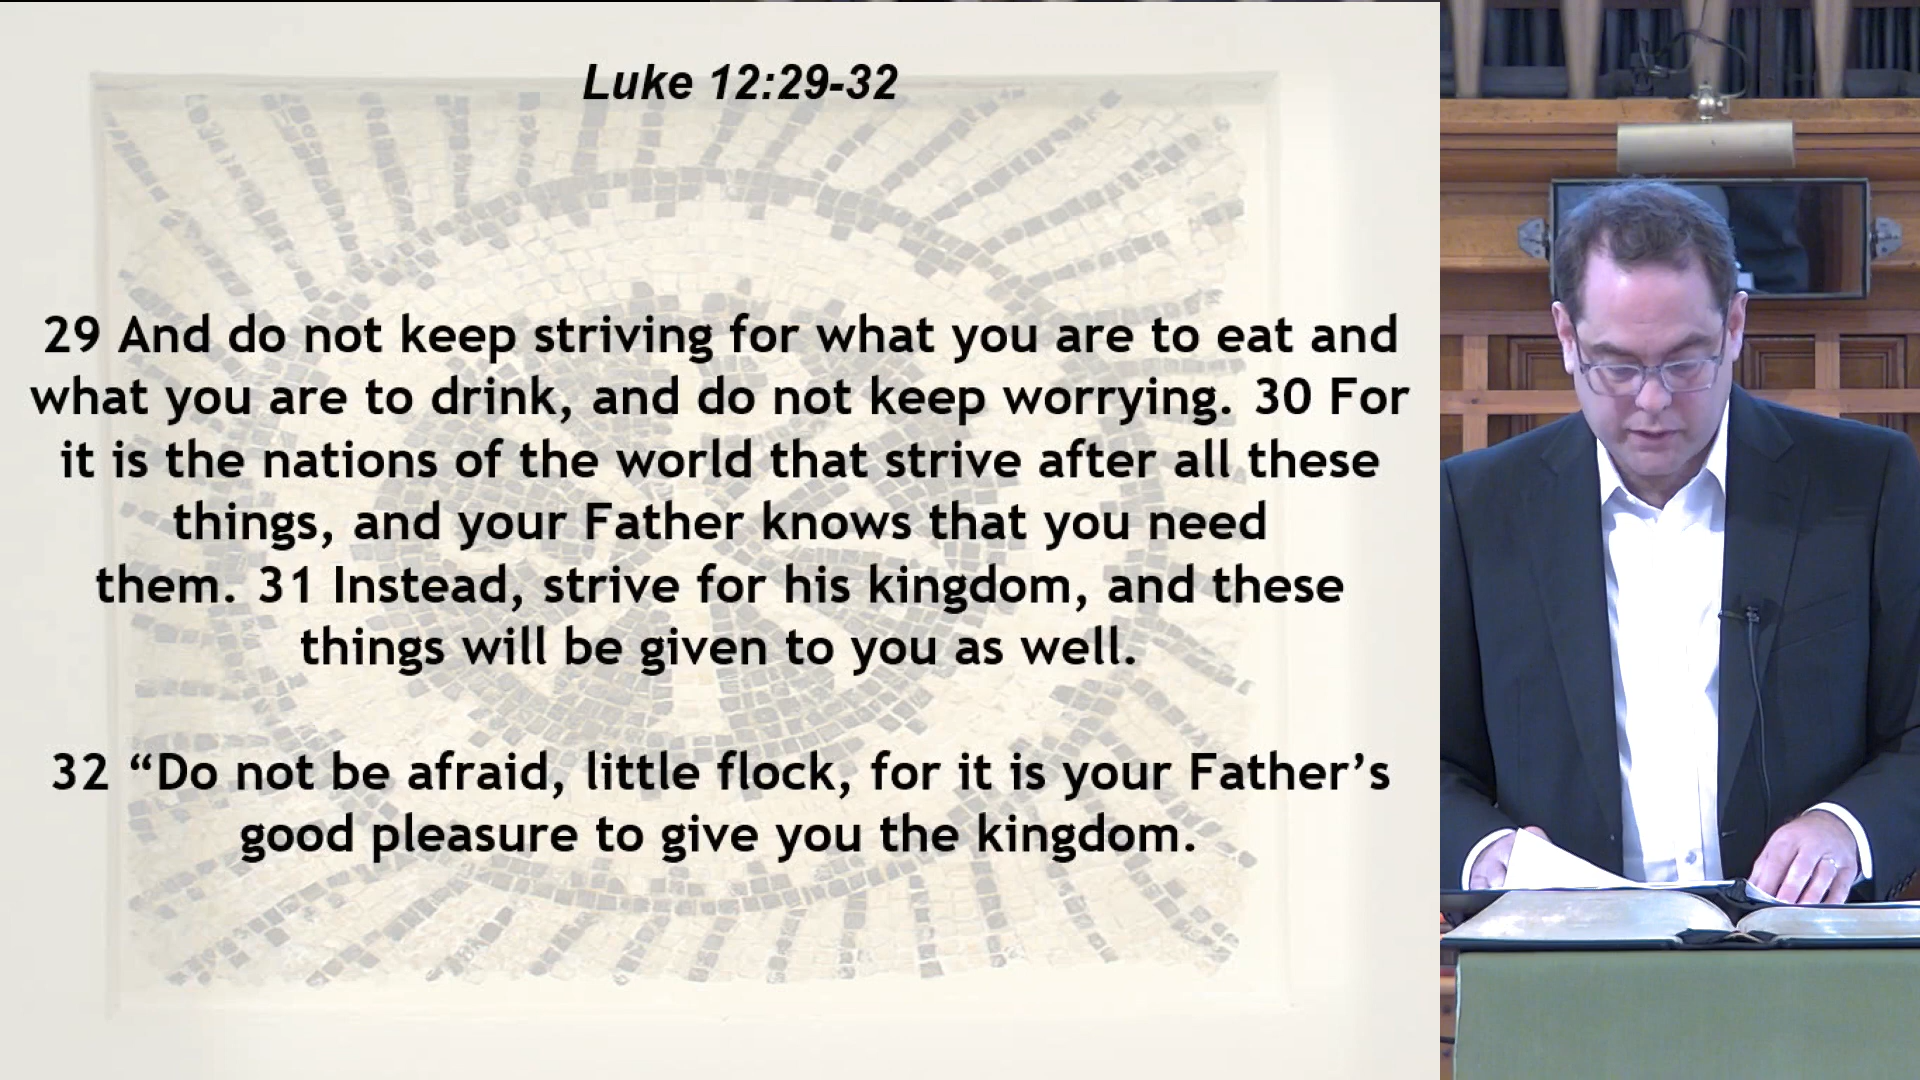 Luke 12:29-32
29 And do not keep striving for what you are to eat and
what you are to drink, and do not keep worrying. 30 For
it is the nations of the world that strive after all these
things, and your Father knows that you need
them. 31 Instead, strive for his kingdom, and these
things will be given to you as well.
32 “Do not be afraid, little flock, for it is your Father’s
good pleasure to give you the kingdom.